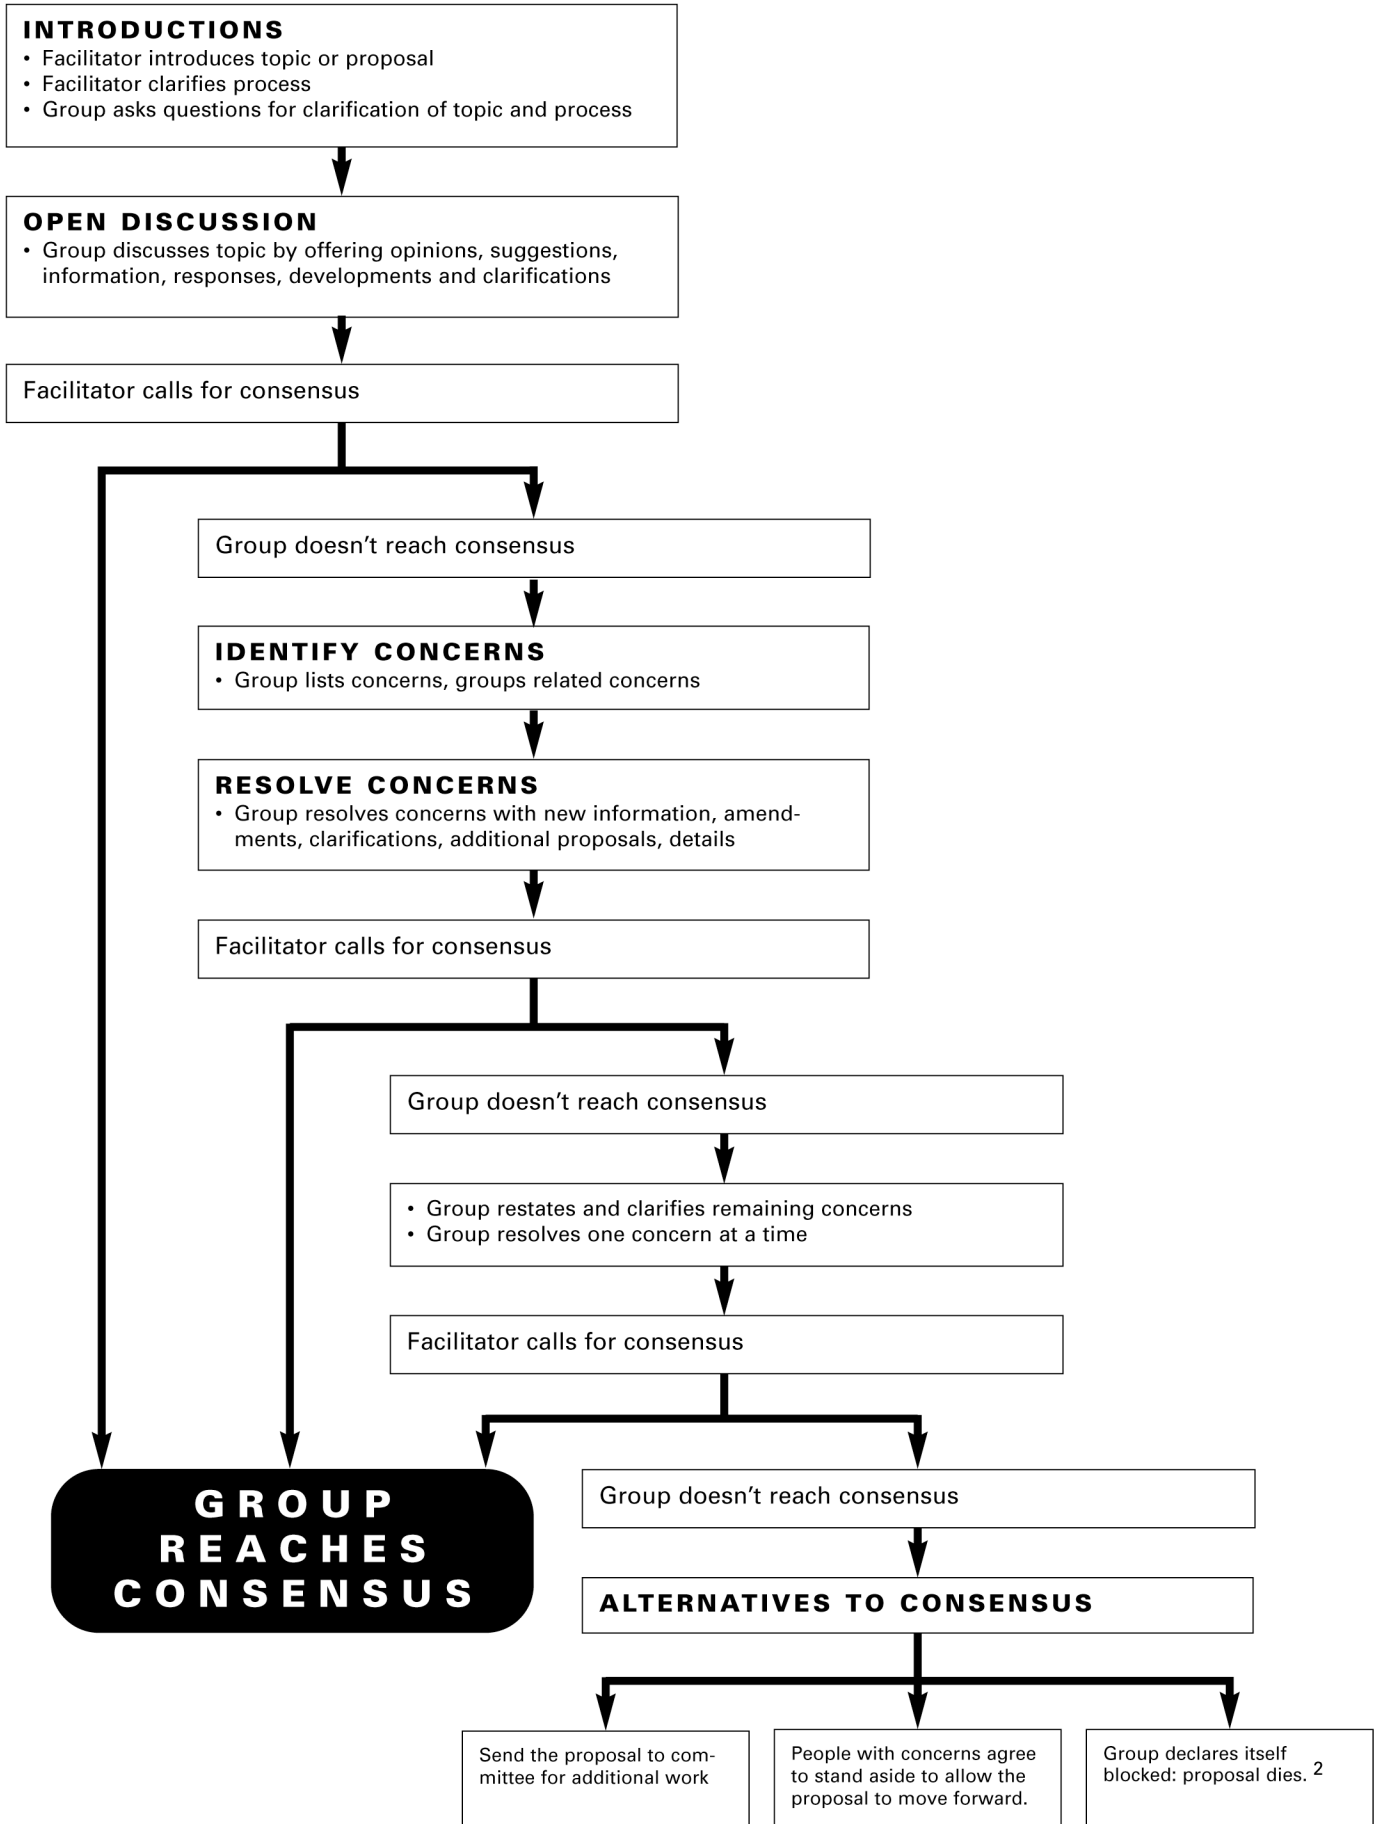 INTRODUCTIONS
• Facilitator introduces topic or proposal
• Facilitator clarifies process
• Group asks questions for clarification of topic and process
OPEN DISCUSSION
• Group discusses topic by offering opinions, suggestions,
information, responses, developments and clarifications
Facilitator calls for consensus
Group doesn’t reach consensus
IDENTIFY CONCERNS
• Group lists concerns, groups related concerns
RESOLVE CONCERNS
• Group resolves concerns with new information, amend-
ments, clarifications, additional proposals, details
Facilitator calls for consensus
Group doesn’t reach consensus
• Group restates and clarifies remaining concerns
• Group resolves one concern at a time
Facilitator calls for consensus
GROUP
REACHES
CONSENSUS
Group doesn’t reach consensus
ALTERNATIVES TO CONSENSUS
Send the proposal to com-
mittee for additional work
People with concerns agree
to stand aside to allow the
proposal to move forward.
Group declares itself
blocked: proposal dies. 2